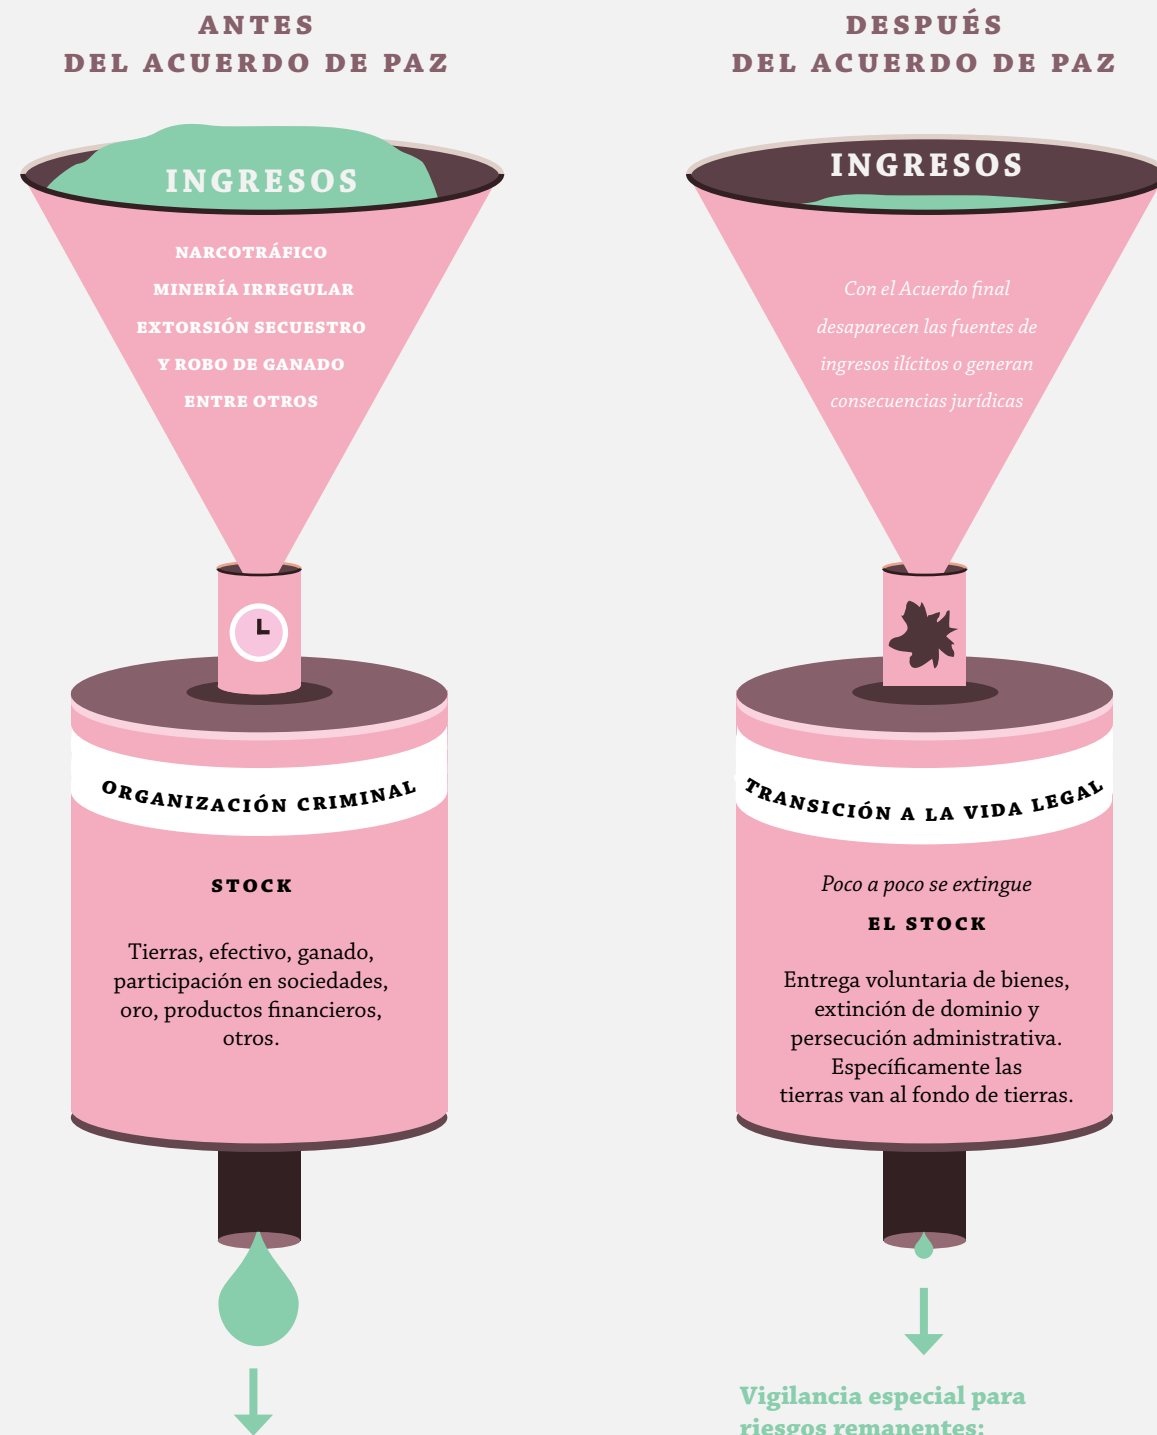 ANTES
DEL ACUERDO DE PAZ
INGRESOS
NARCOTRÁFICO
MINERÍA IRREGULAR
EXTORSIÓN SECUESTRO
Y ROBO DE GANADO
ENTRE OTROS
ORGANIZACIÓN CRIMINAL
STOCK
Tierras, efectivo, ganado,
participación en sociedades,
oro, productos financieros,
otros.
DESPUÉS
DEL ACUERDO DE PAZ
INGRESOS
Con el Acuerdo final
desaparecen las fuentes de
ingresos ilícitos o generan
consecuencias jurídicas
TRANSICIÓN A LA VIDA LEGAL
Poco a poco se extingue
EL STOCK
Entrega voluntaria de bienes,
extinción de dominio y
persecución administrativa.
Específicamente las
tierras van al fondo de tierras.
Vigilancia especial para
riesgos remanentes: